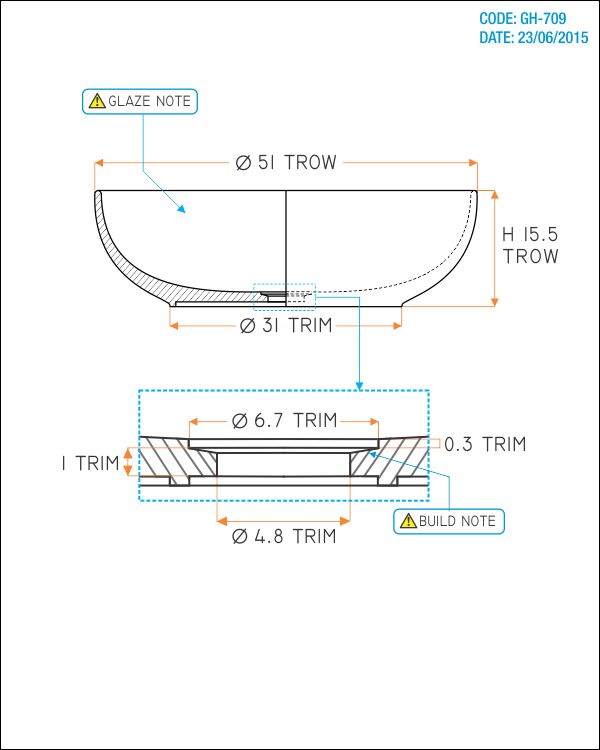 CODE: GH-709
DATE: 23/06/2015
GLAZE NOTE
Ø 51 TROW
H 15.5
TROW
Ø 31 TRIM
Ø 6.7 TRIM
0.3 TRIM
1 TRIM
BUILD NOTE
Ø 4.8 TRIM